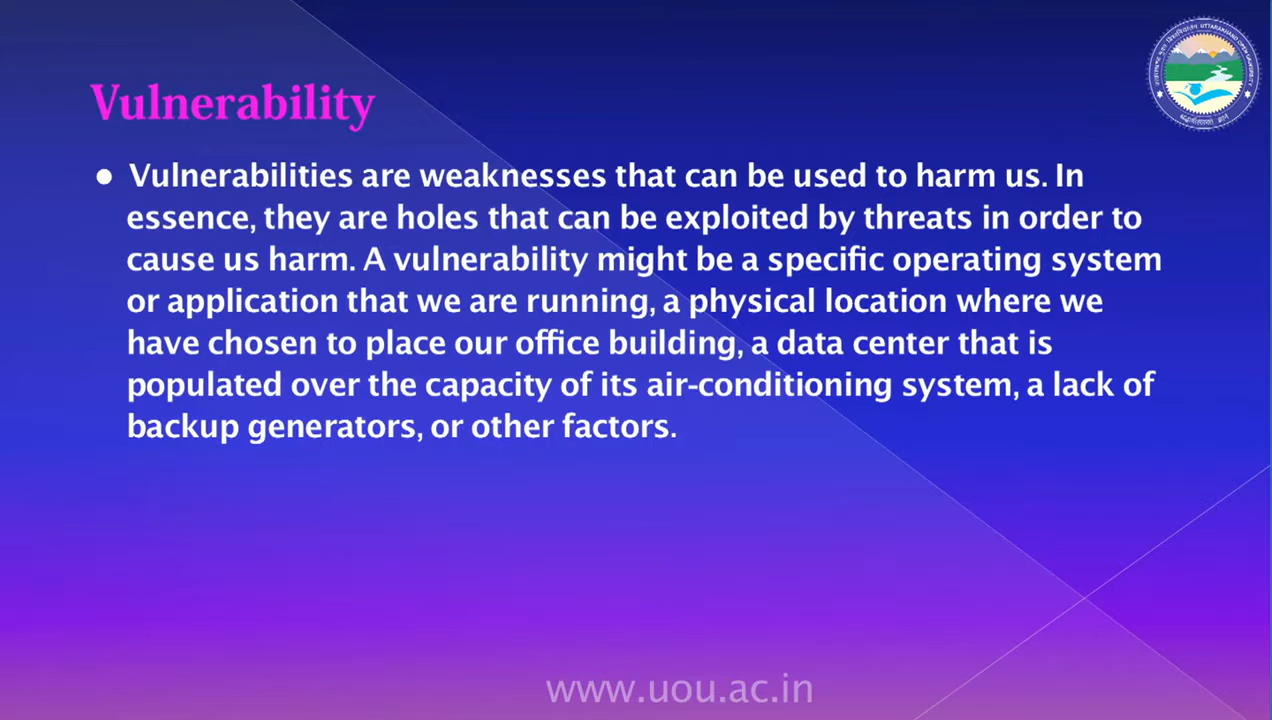 Vulnerability
● Vulnerabilities are weaknesses that can be used to harm us. In
essence, they are holes that can be exploited by threats in order to
cause us harm. A vulnerability might be a specific operating system
or application that we are running, a physical location where we
have chosen to place our office building, a data center that is
populated over the capacity of its air-conditioning system, a lack of
backup generators, or other factors.
UTTARAKHAND OPEN UNIVERSITY
www.uou.ac.in